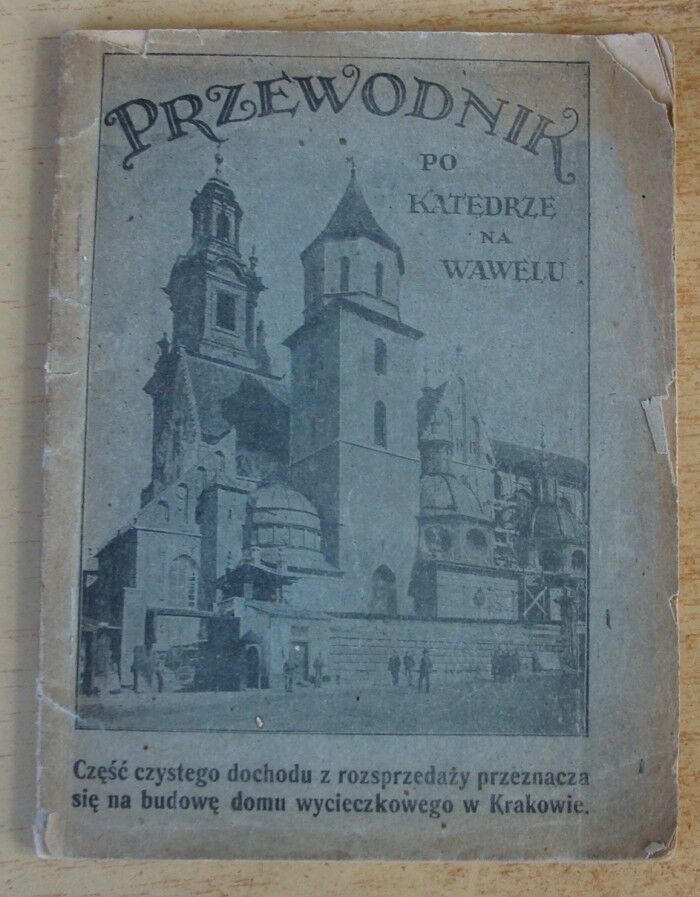 PRZEWODNIK
PO
KATEDRZE
NA
WAWELU
Część czystego dochodu z rozsprzedaży przeznacza
się na budowę domu wycieczkowego w Krakowie.